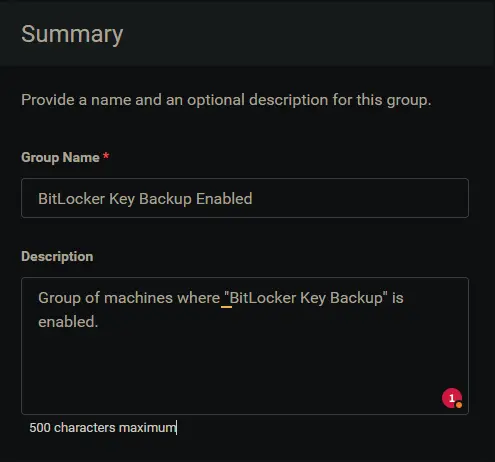 Summary
Provide a name and an optional description for this group.
Group Name *
BitLocker Key Backup Enabled
Description
Group of machines where "BitLocker Key Backup" is
enabled.
1
500 characters maximum